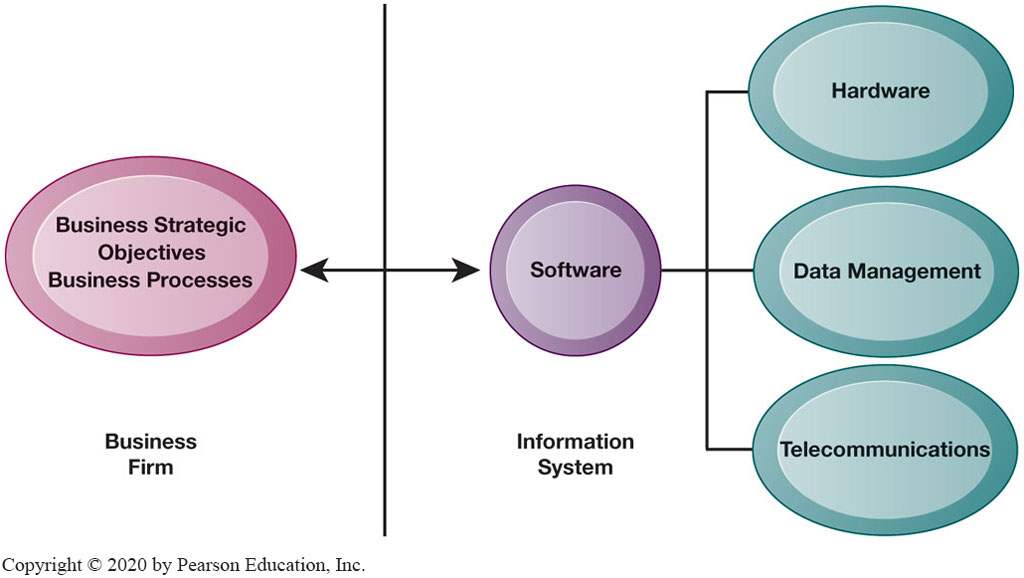 Business Strategic
Objectives
Business Processes
Business
Firm
Software
Information
System
Hardware
Data Management
Telecommunications
Copyright © 2020 by Pearson Education, Inc.